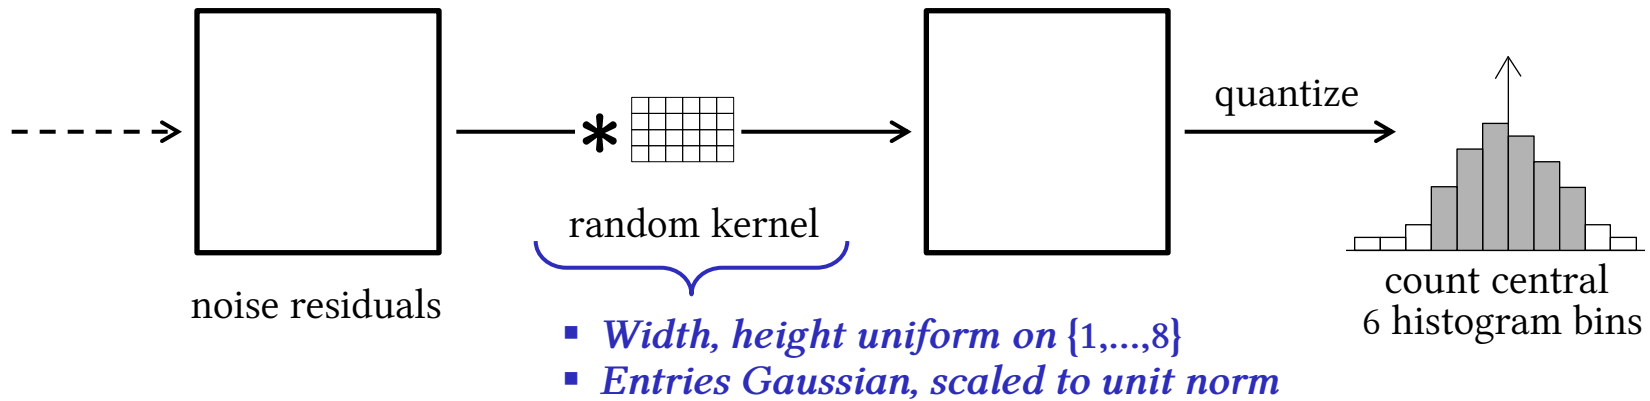 quantize
*
random kernel
noise residuals
count central
6 histogram bins
▪ Width, height uniform on {1,...,8}
▪ Entries Gaussian, scaled to unit norm